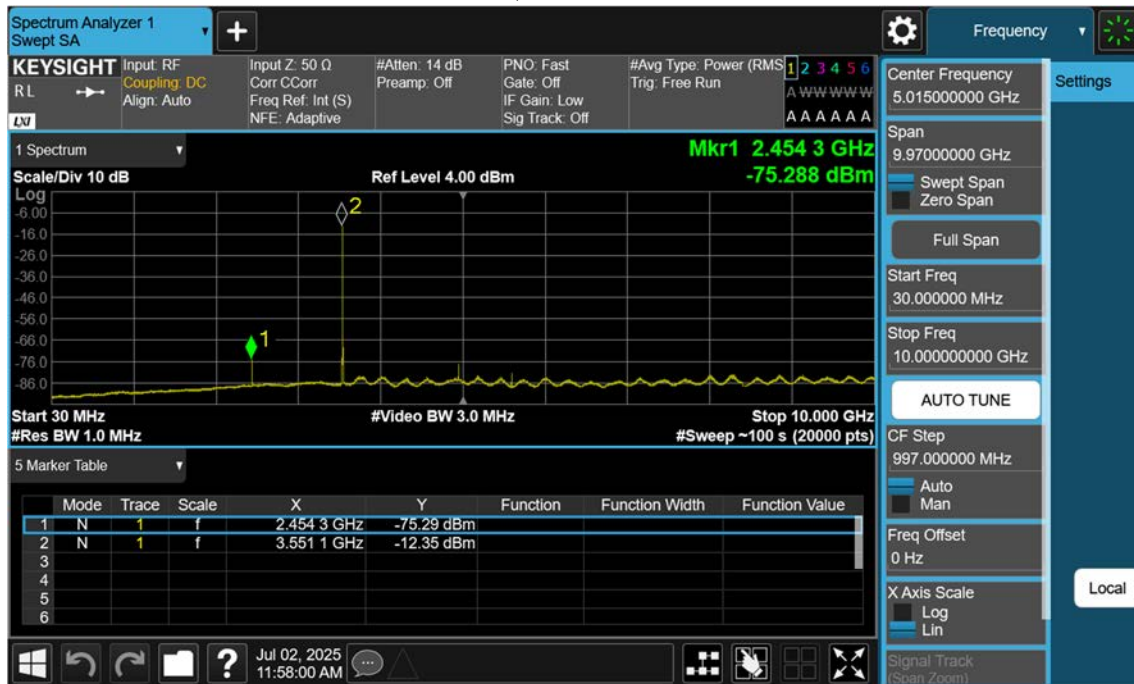 Spectrum Analyzer 1
Swept SA
+
Frequency
KEYSIGHT
RL
LXI
Input: RF
Coupling: DC
Align: Auto
Input Z: 50 Ω
Corr CCorr
Freq Ref: Int (S)
NFE: Adaptive
#Atten: 14 dB
Preamp: Off
PNO: Fast
Gate: Off
IF Gain: Low
Sig Track: Off
#Avg Type: Power (RMS
Trig: Free Run
1 2 3 4 5 6
A W W W W W
A A A A A A
1 Spectrum
Mkr1 2.454 3 GHz
-75.288 dBm
Scale/Div 10 dB
Ref Level 4.00 dBm
Log
-6.00
-16.0
-26.0
-36.0
-46.0
-56.0
-66.0
-76.0
-86.0
2
1
Start 30 MHz
#Video BW 3.0 MHz
Stop 10.000 GHz
#Res BW 1.0 MHz
#Sweep ~100 s (20000 pts)
5 Marker Table
Mode Trace Scale X Y Function Function Width Function Value
1 N 1 f 2.454 3 GHz -75.29 dBm
2 N 1 f 3.551 1 GHz -12.35 dBm
3
4
5
6
?
Jul 02, 2025
11:58:00 AM
Center Frequency
5.015000000 GHz
Span
9.97000000 GHz
Swept Span
Zero Span
Full Span
Start Freq
30.000000 MHz
Stop Freq
10.000000000 GHz
AUTO TUNE
CF Step
997.000000 MHz
Auto
Man
Freq Offset
0 Hz
X Axis Scale
Log
Lin
Signal Track
(Span Zoom)
Settings
Local